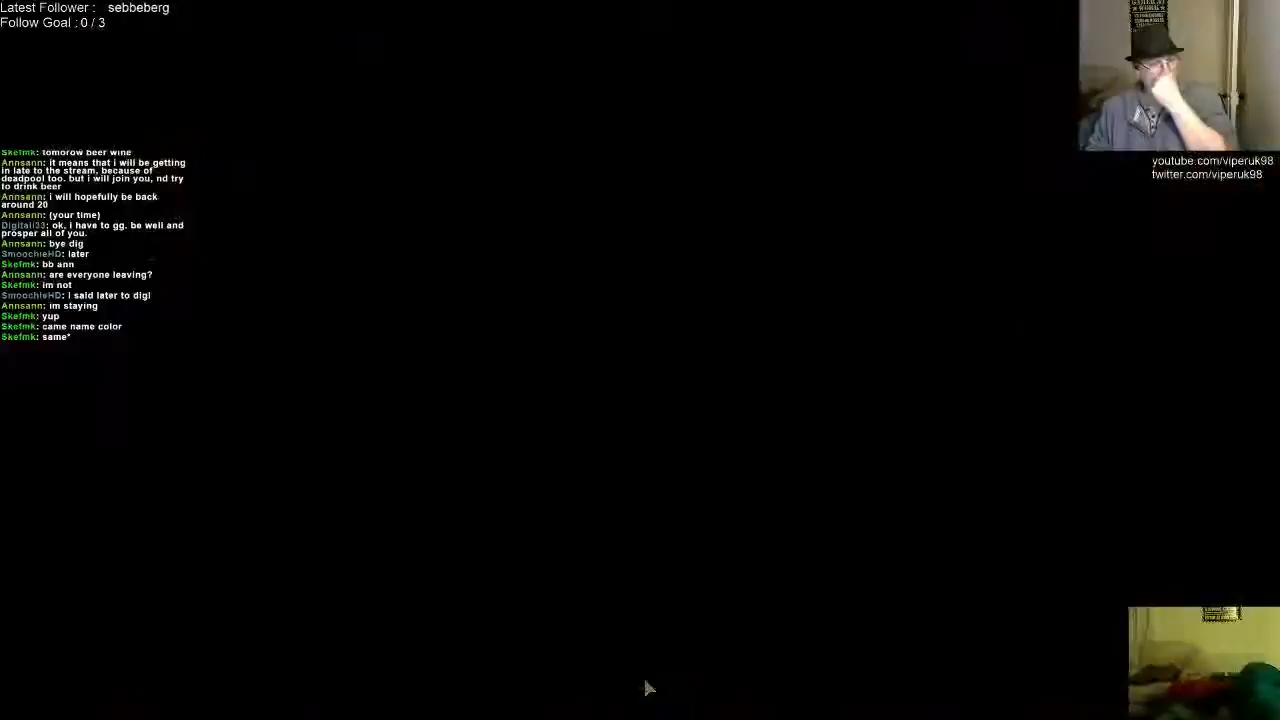 Latest Follower : sebbeberg
Follow Goal : 0 / 3
GAMER AT
WORK
Skefmk: tomorow beer wine
Annsann: it means that i will be getting
in late to the stream, because of
deadpool too. but i will join you, nd try
to drink beer
Annsann: i will hopefully be back
around 20
Annsann: (your time)
Digitali33: ok, i have to gg. be well and
prosper all of you.
Annsann: bye dig
SmoochieHD: later
Skefmk: bb ann
Annsann: are everyone leaving?
Skefmk: im not
SmoochieHD: i said later to digi
Annsann: im staying
Skefmk: yup
Skefmk: came name color
Skefmk: same*
youtube.com/viperuk98
twitter.com/viperuk98